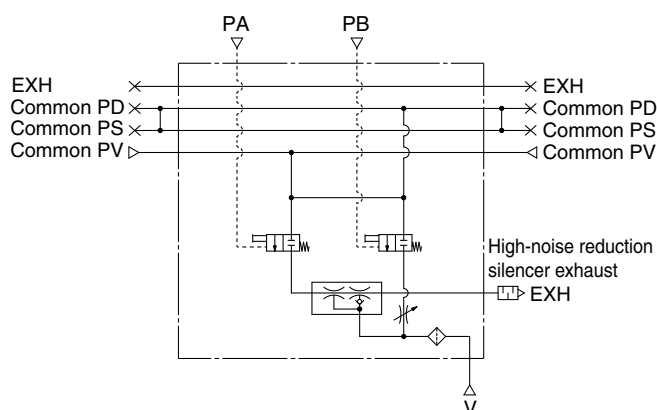 PA PB
EXH EXH
Common PD Common PD
Common PS Common PS
Common PV Common PV
High-noise reduction
silencer exhaust
EXH
V